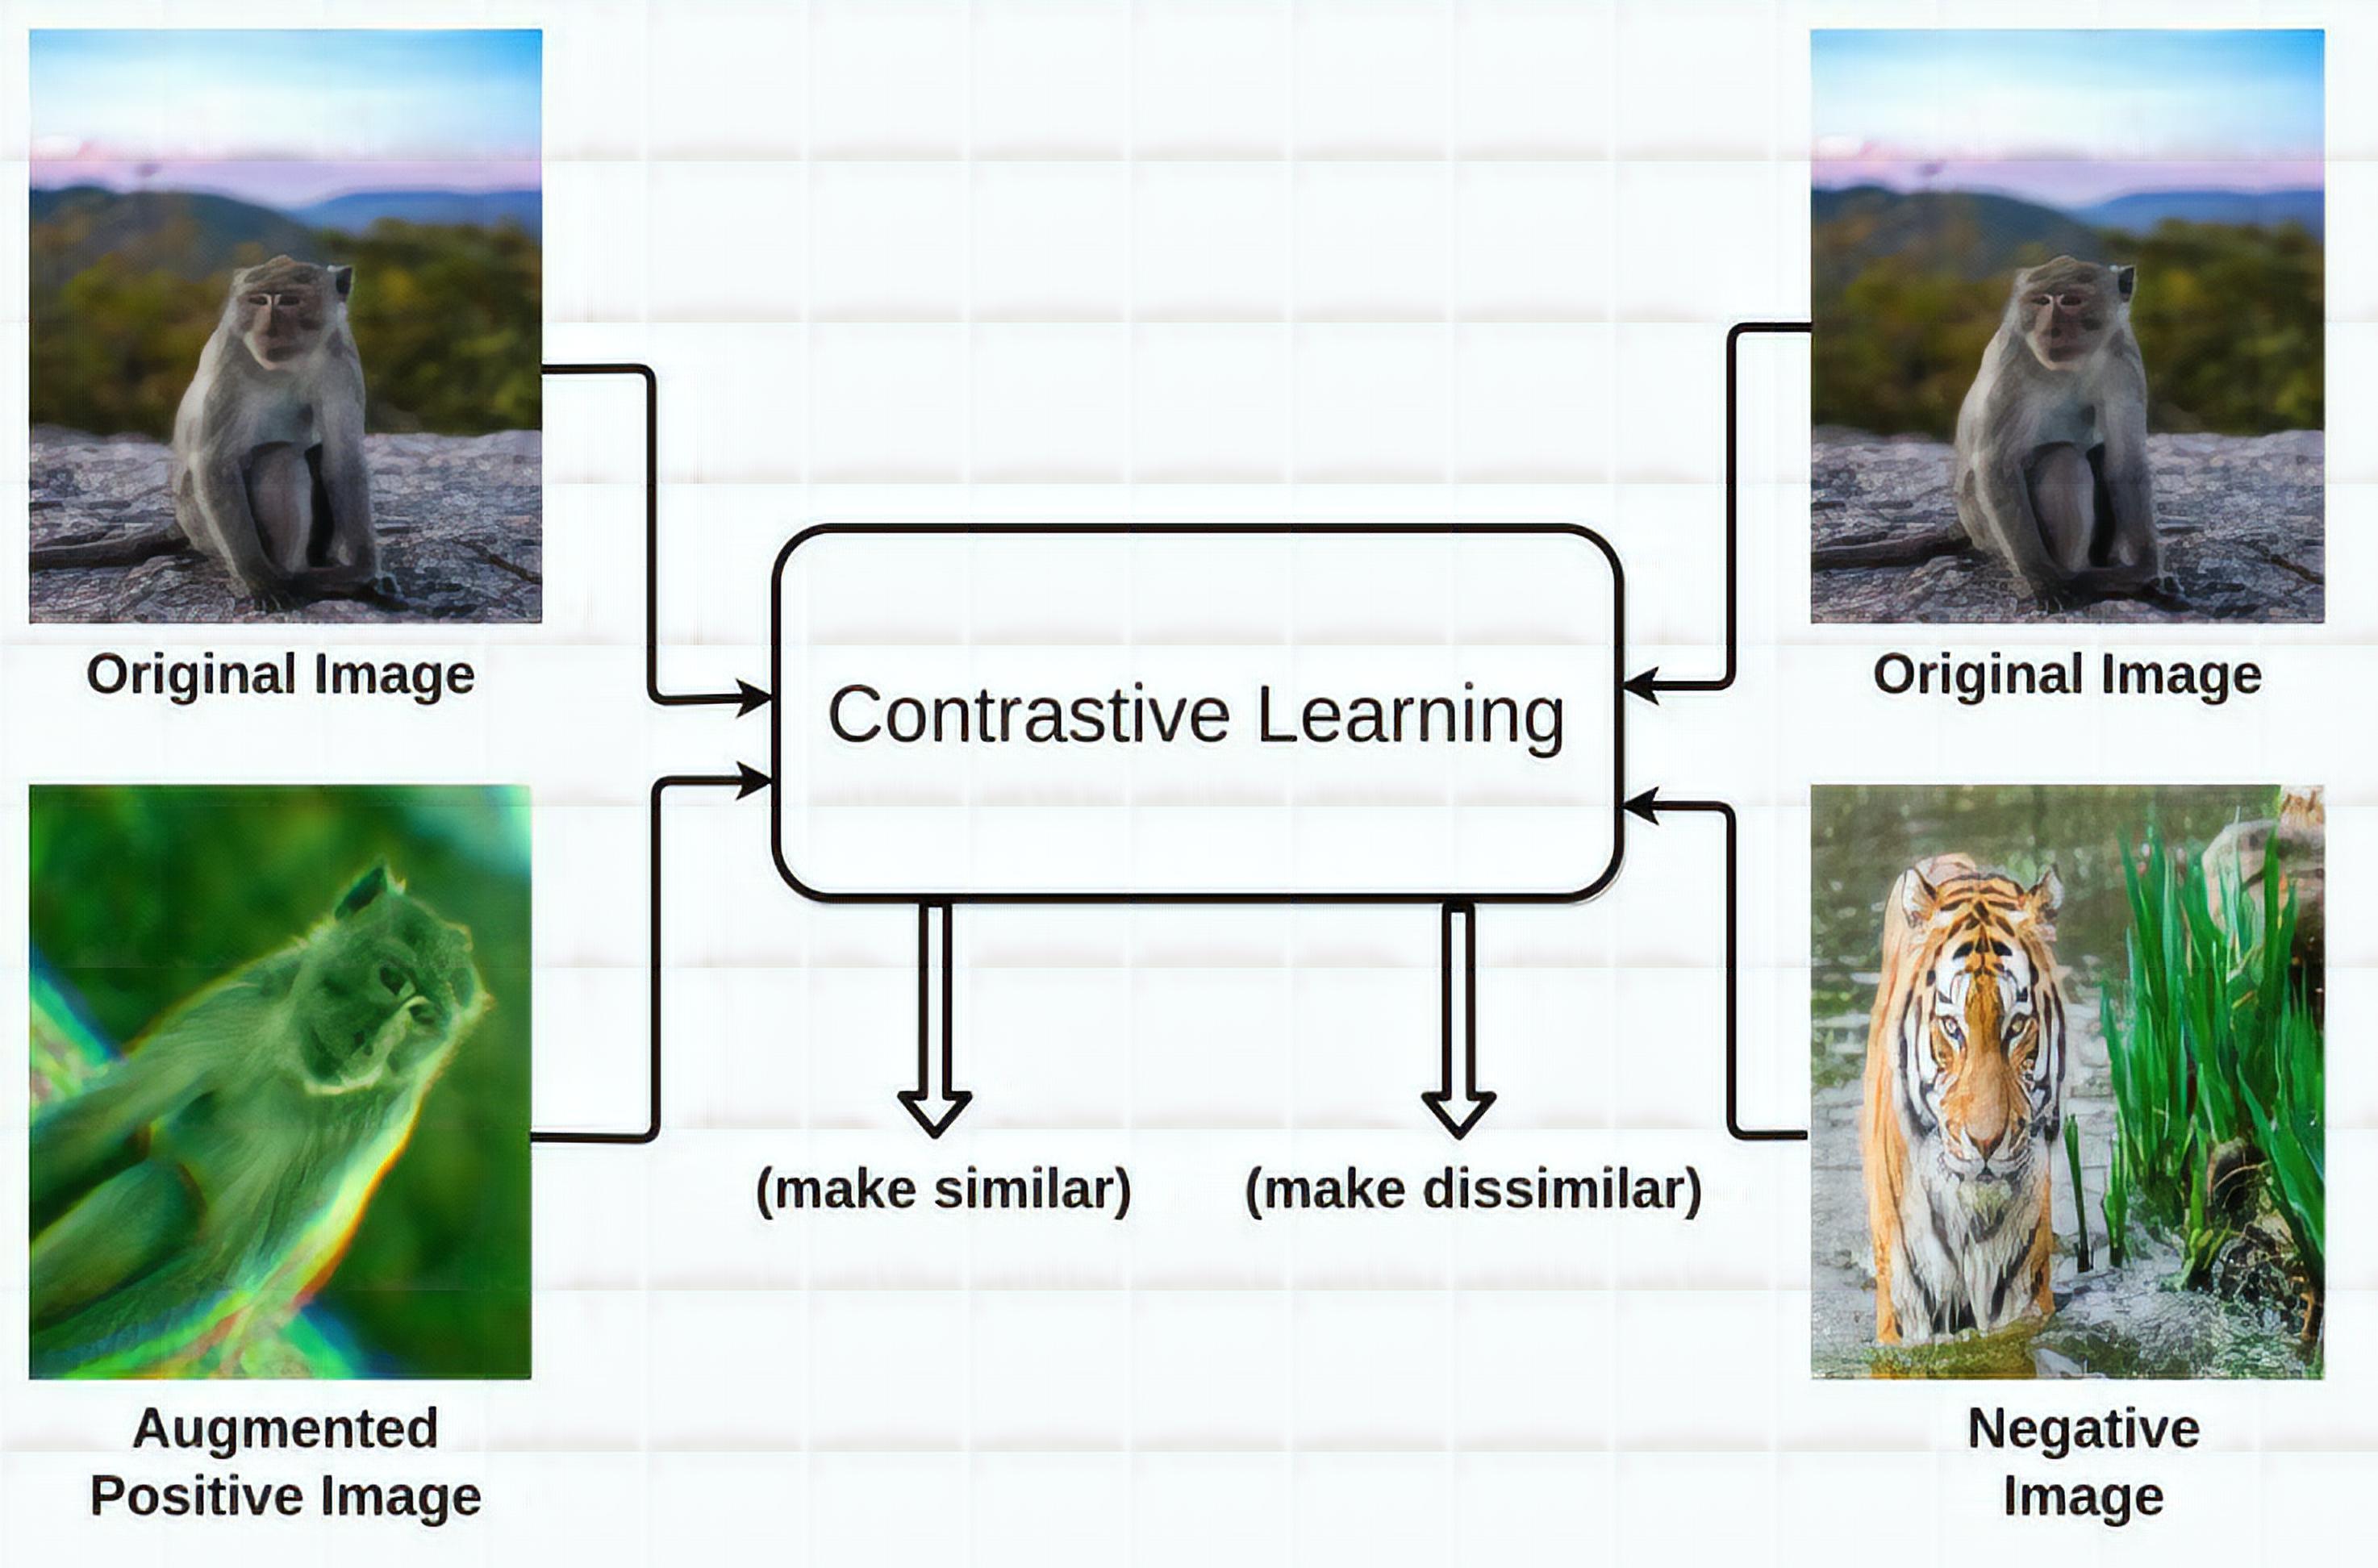 Original Image
Original Image
Contrastive Learning
(make similar)
(make dissimilar)
Augmented
Positive Image
Negative
Image